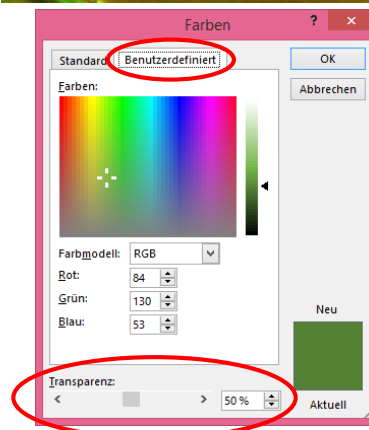 Farben ?
Standard Benutzerdefiniert OK
Farben: Abbrechen
Farbmodell: RGB
Rot: 84
Grün: 130
Blau: 53
Neu
Transparenz:
50 %
Aktuell